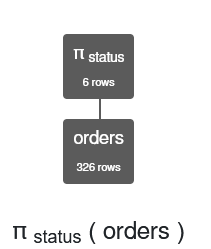 π status
6 rows
orders
326 rows
π status ( orders )